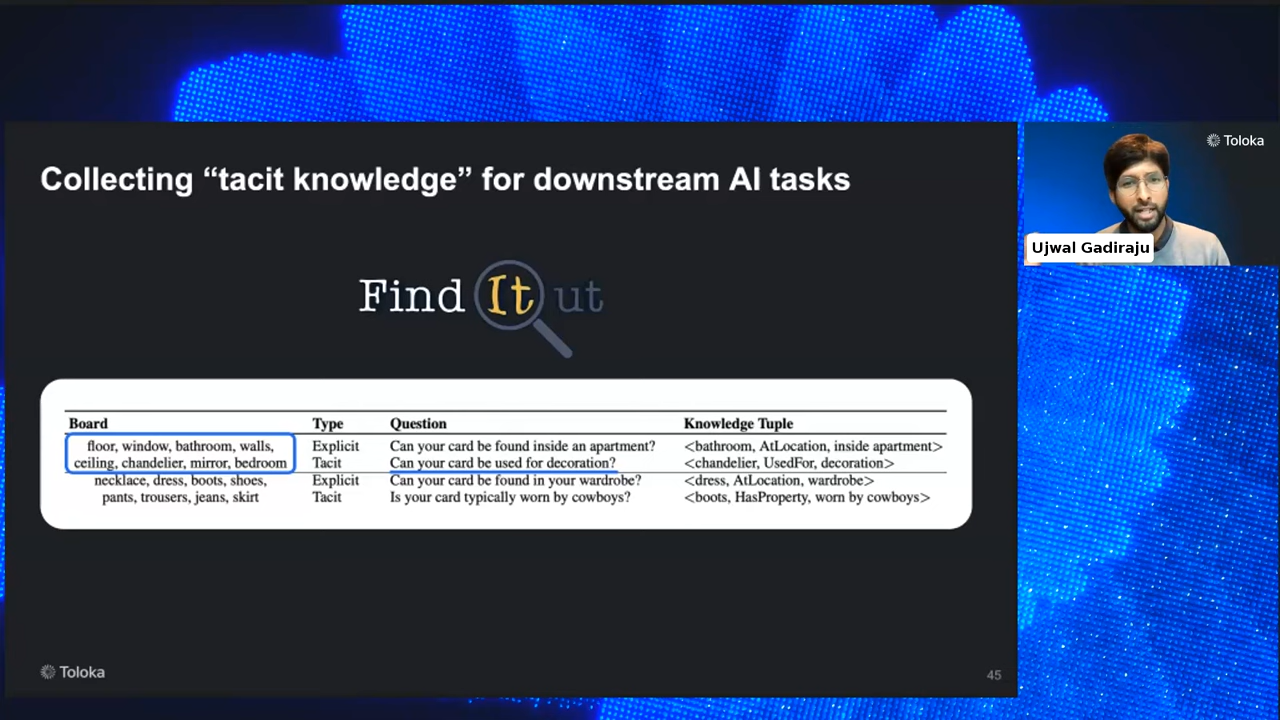 Collecting “tacit knowledge” for downstream AI tasks
Toloka
Ujwal Gadiraju
Find It ut
Board Type Question Knowledge Tuple
floor, window, bathroom, walls, Explicit Can your card be found inside an apartment? <bathroom, AtLocation, inside apartment>
ceiling, chandelier, mirror, bedroom Tacit Can your card be used for decoration? <chandelier, UsedFor, decoration>
necklace, dress, boots, shoes, Explicit Can your card be found in your wardrobe? <dress, AtLocation, wardrobe>
pants, trousers, jeans, skirt Tacit Is your card typically worn by cowboys? <boots, HasProperty, worn by cowboys>
Toloka
45